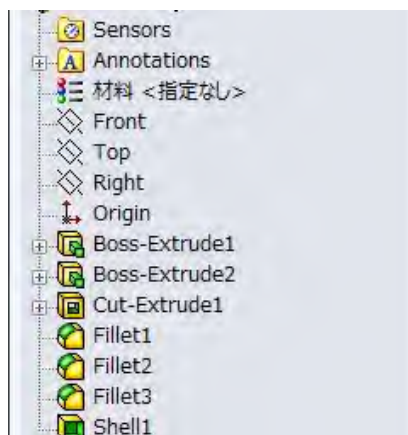 Sensors
Annotations
材料 <指定なし>
Front
Top
Right
Origin
Boss-Extrude1
Boss-Extrude2
Cut-Extrude1
Fillet1
Fillet2
Fillet3
Shell1